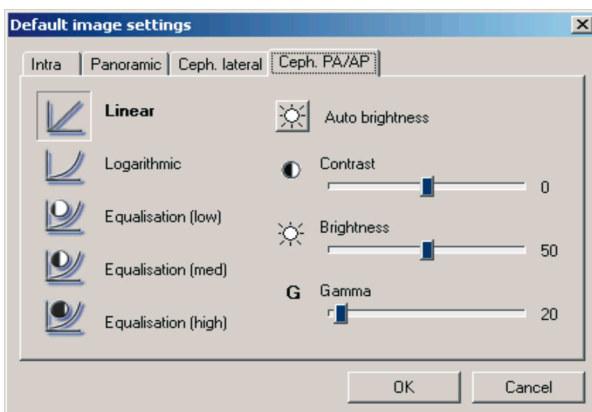 Default image settings
Intra
Panoramic
Ceph. lateral
Ceph. PA/AP
Linear
Logarithmic
Equalisation (low)
Equalisation (med)
Equalisation (high)
Auto brightness
Contrast
0
Brightness
50
G
Gamma
20
OK
Cancel